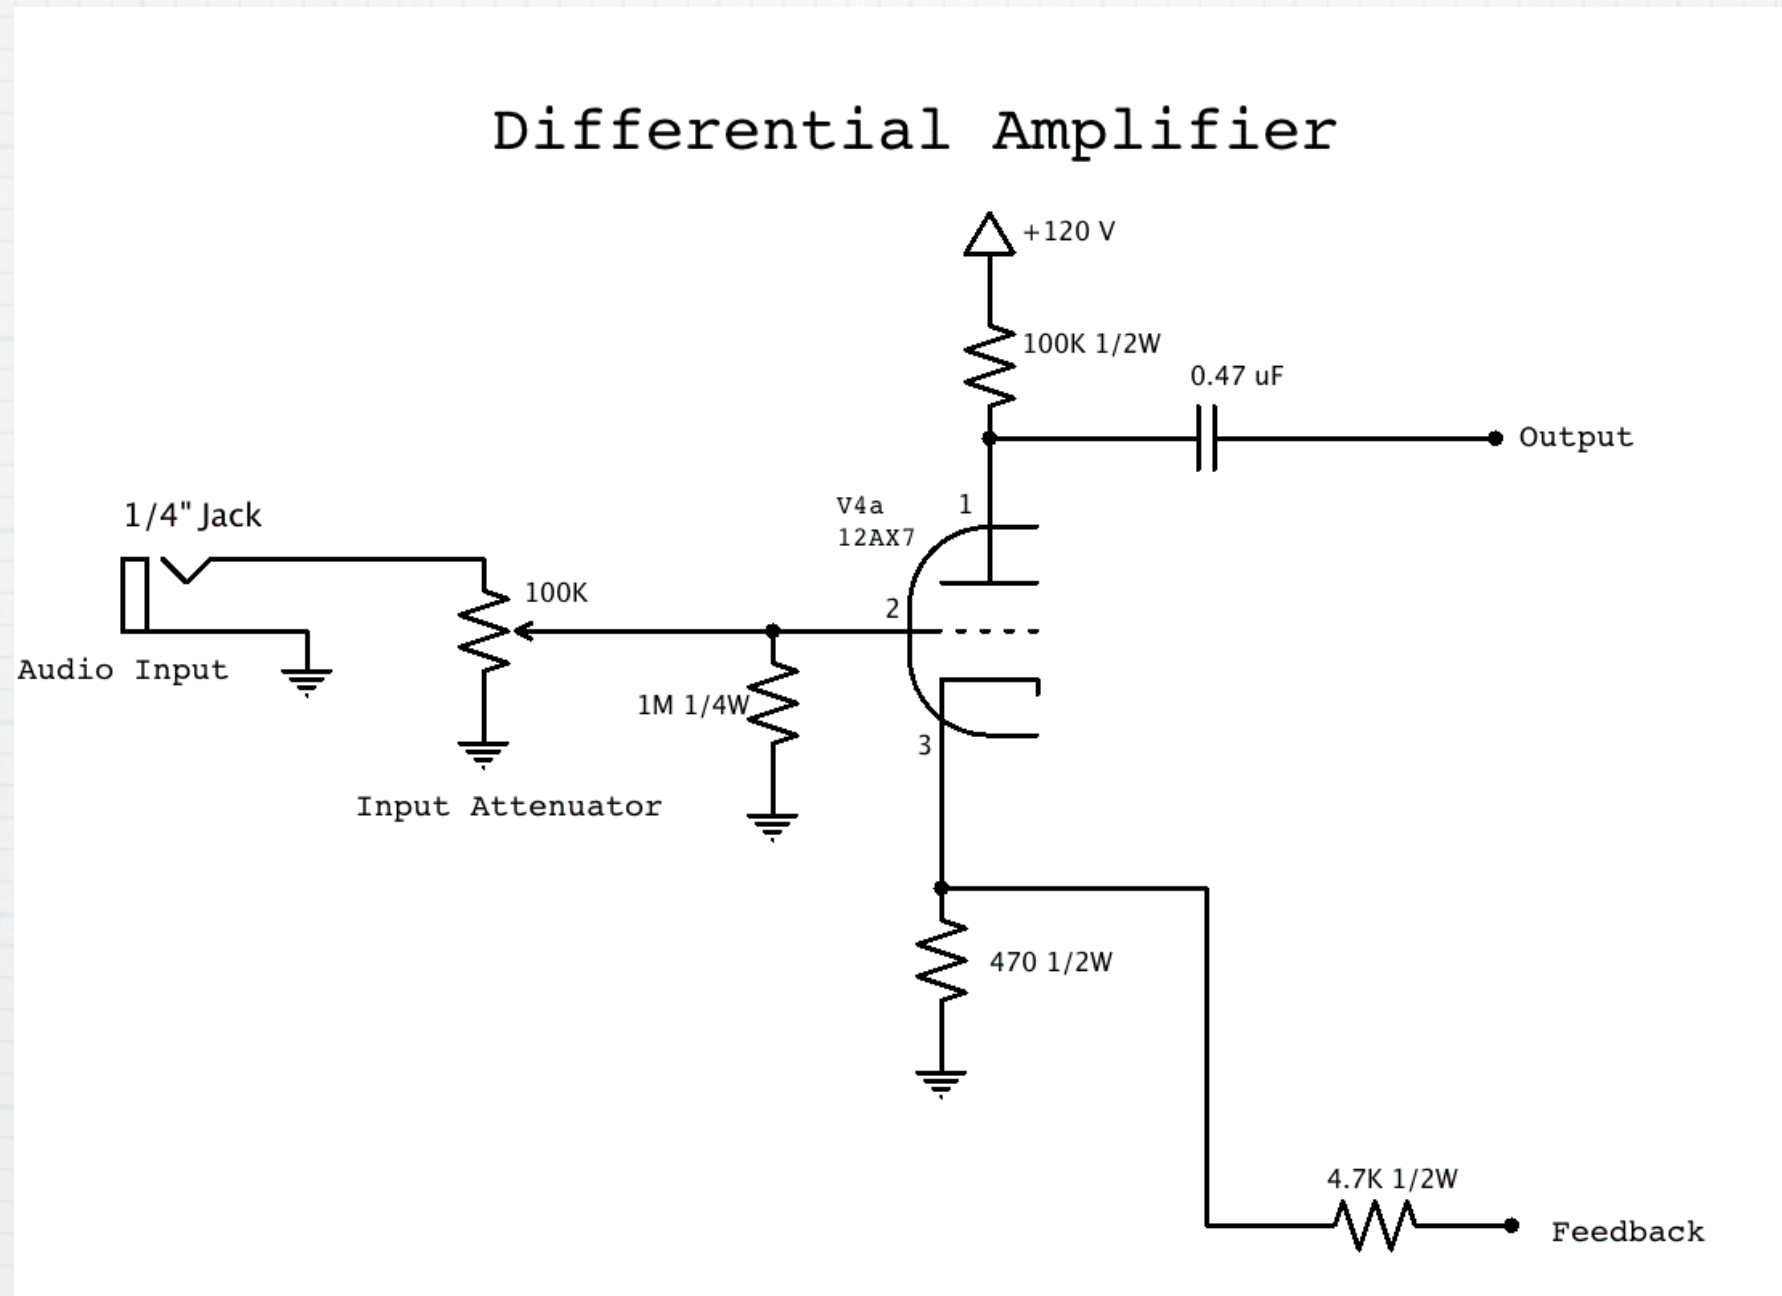 Differential Amplifier
+120 V
100K 1/2W
0.47 uF
Output
V4a
12AX7
1
1/4" Jack
100K
2
Audio Input
1M 1/4W
3
Input Attenuator
470 1/2W
4.7K 1/2W
Feedback